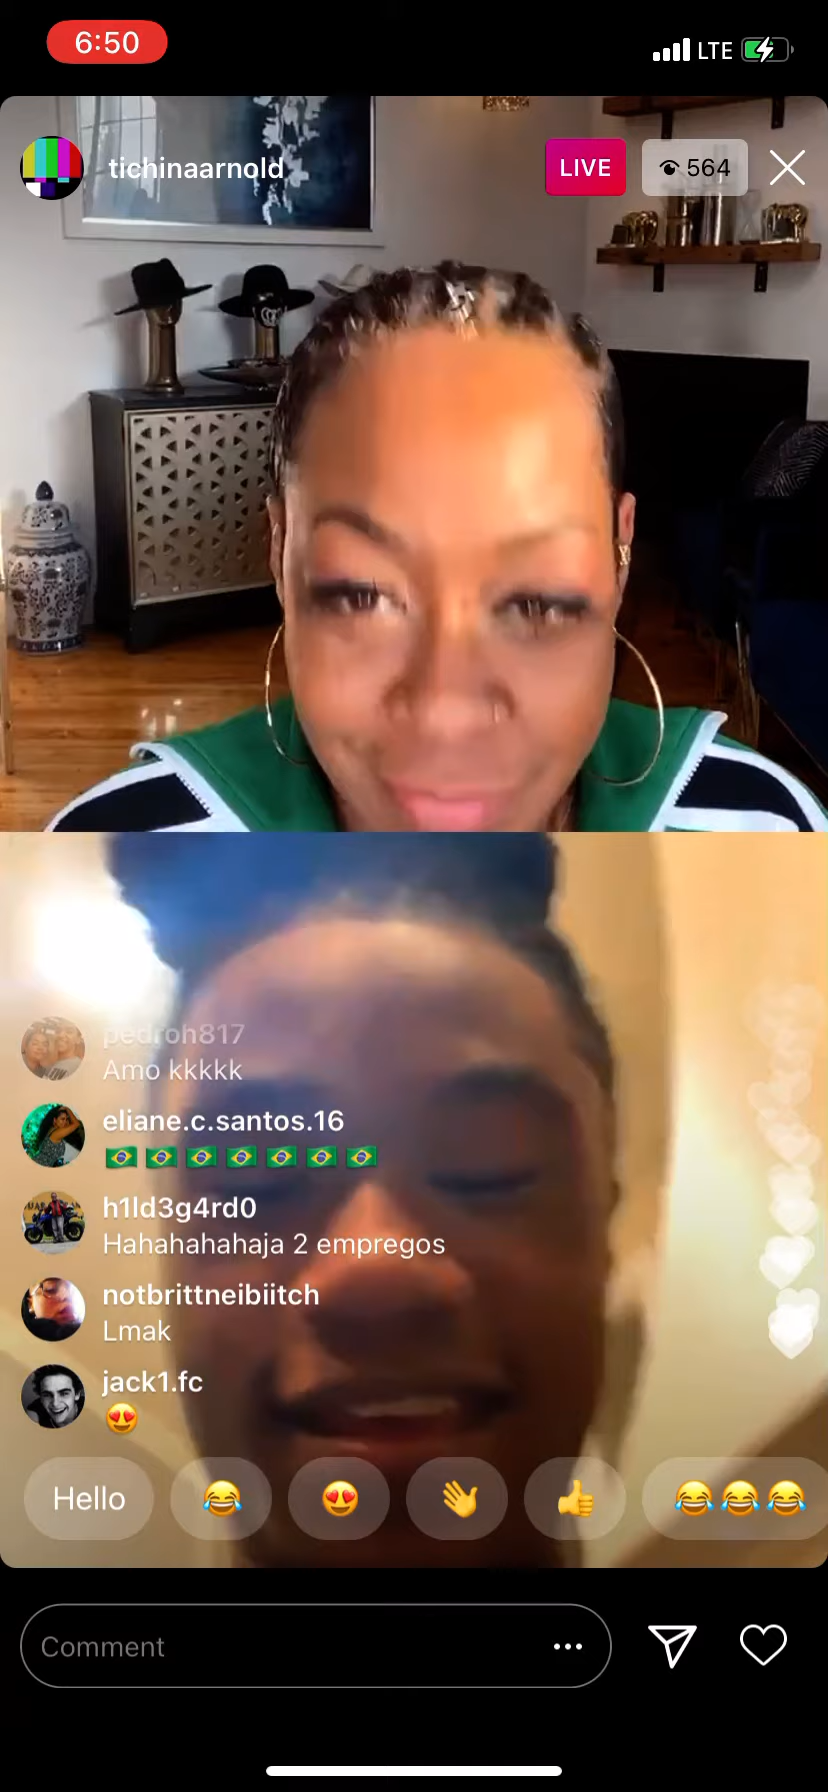 6:50
LTE
tichinaarnold
LIVE
564
pedroh817
Amo kkkkk
eliane.c.santos.16
🇧🇷🇧🇷🇧🇷🇧🇷🇧🇷🇧🇷🇧🇷
h1ld3g4rd0
Hahahahahaja 2 empregos
notbrittneibiitch
Lmak
jack1.fc
😍
Hello 😂 😍 👋 👍 😂😂😂
Comment